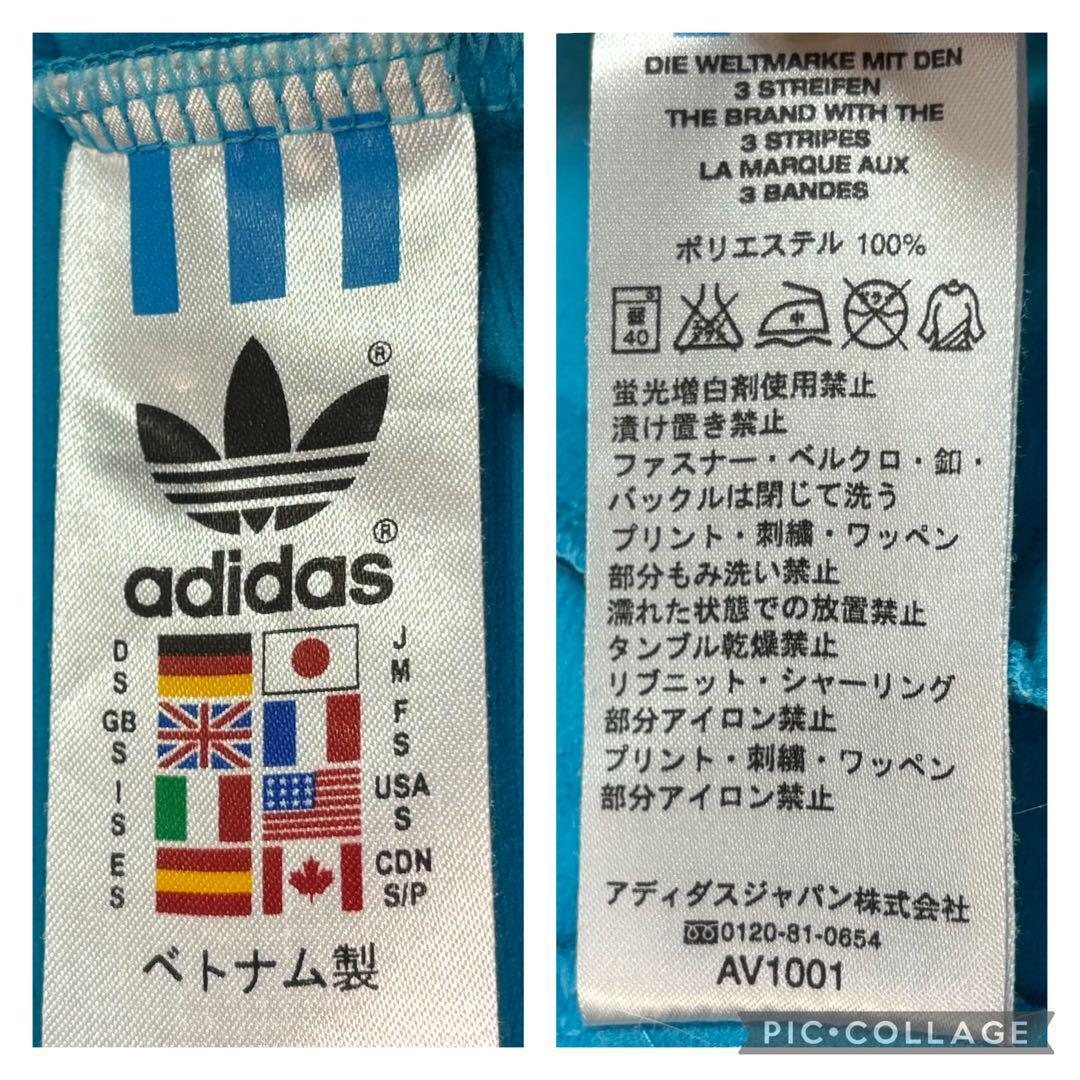 ®
adidas®
D
S
J
M
GB
S
F
S
I
S
USA
S
E
S
CDN
S/P
ベトナム製
DIE WELTMARKE MIT DEN
3 STREIFEN
THE BRAND WITH THE
3 STRIPES
LA MARQUE AUX
3 BANDES
ポリエステル 100%
弱
40
中
蛍光増白剤使用禁止
漬け置き禁止
ファスナー・ベルクロ・釦・
バックルは閉じて洗う
プリント・刺繍・ワッペン
部分もみ洗い禁止
濡れた状態での放置禁止
タンブル乾燥禁止
リブニット・シャーリング
部分アイロン禁止
プリント・刺繍・ワッペン
部分アイロン禁止
アディダスジャパン株式会社
0120-81-0654
AV1001
PIC•COLLAGE